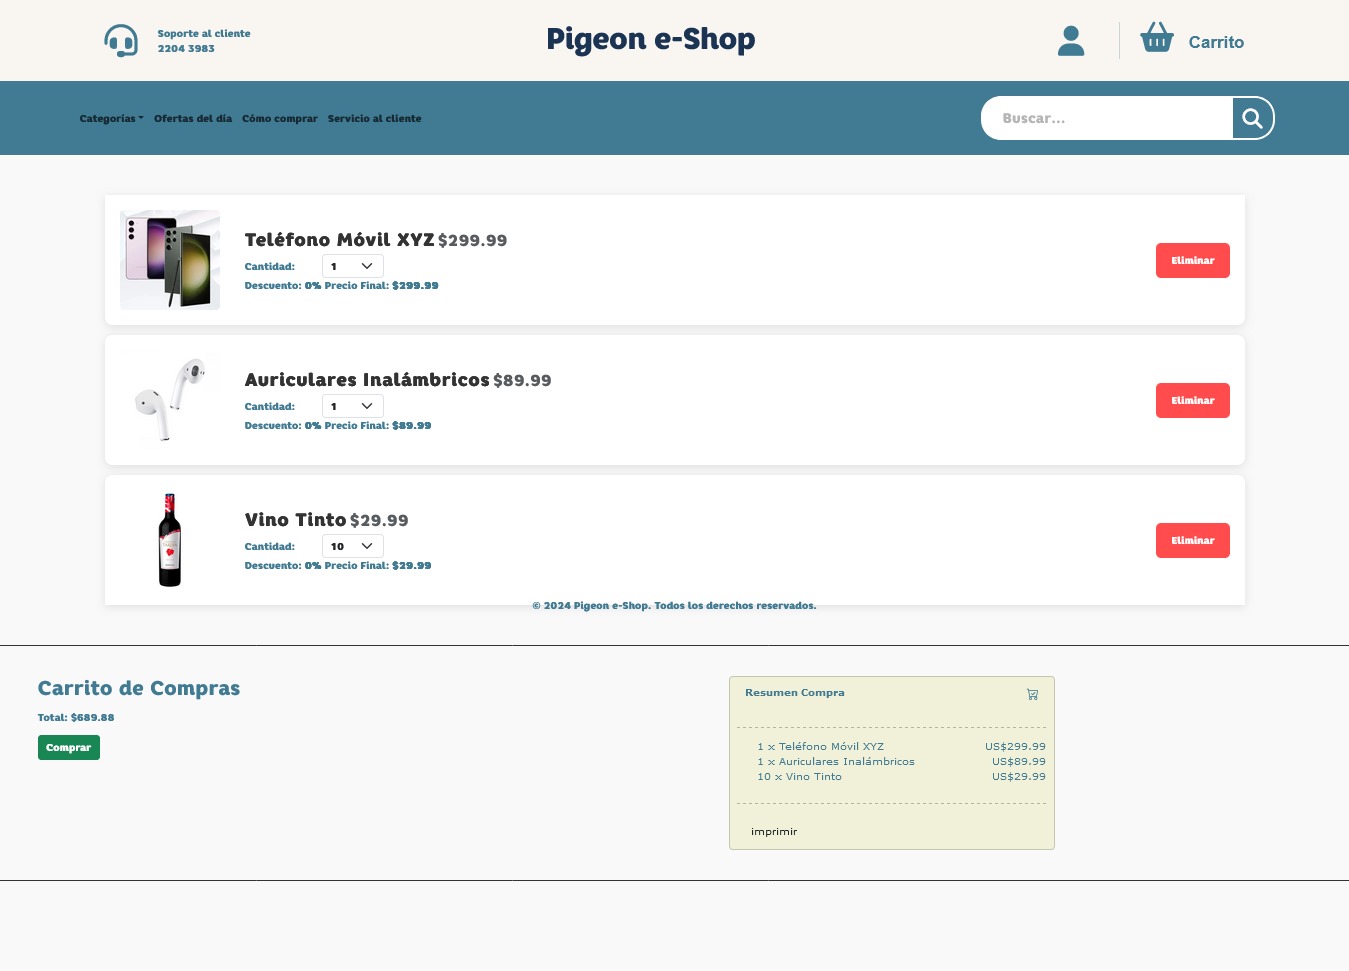 Soporte al cliente
2204 3983
Pigeon e-Shop
Carrito
Categorías Ofertas del día Cómo comprar Servicio al cliente
Buscar...
Teléfono Móvil XYZ $299.99
Cantidad: 1
Descuento: 0% Precio Final: $299.99
Eliminar
Auriculares Inalámbricos $89.99
Cantidad: 1
Descuento: 0% Precio Final: $89.99
Eliminar
Vino Tinto $29.99
Cantidad: 10
Descuento: 0% Precio Final: $29.99
Eliminar
© 2024 Pigeon e-Shop. Todos los derechos reservados.
Carrito de Compras
Total: $689.88
Comprar
Resumen Compra
1 x Teléfono Móvil XYZ US$299.99
1 x Auriculares Inalámbricos US$89.99
10 x Vino Tinto US$29.99
imprimir